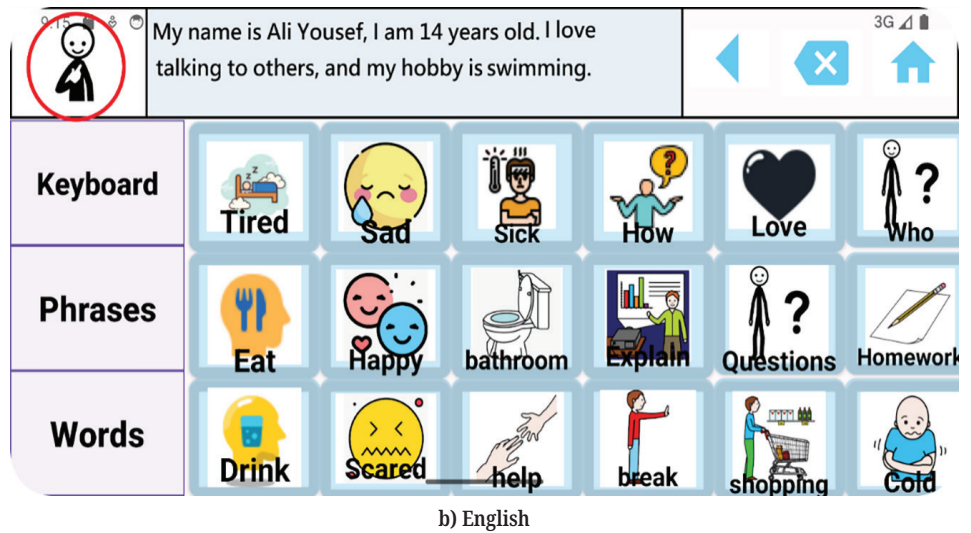 9:15
3G
My name is Ali Yousef, I am 14 years old. I love
talking to others, and my hobby is swimming.
Keyboard
Tired
Sad
Sick
How
Love
Who
Phrases
Eat
Happy
bathroom
Explain
Questions
Homework
Words
Drink
Scared
help
break
shopping
Cold
b) English